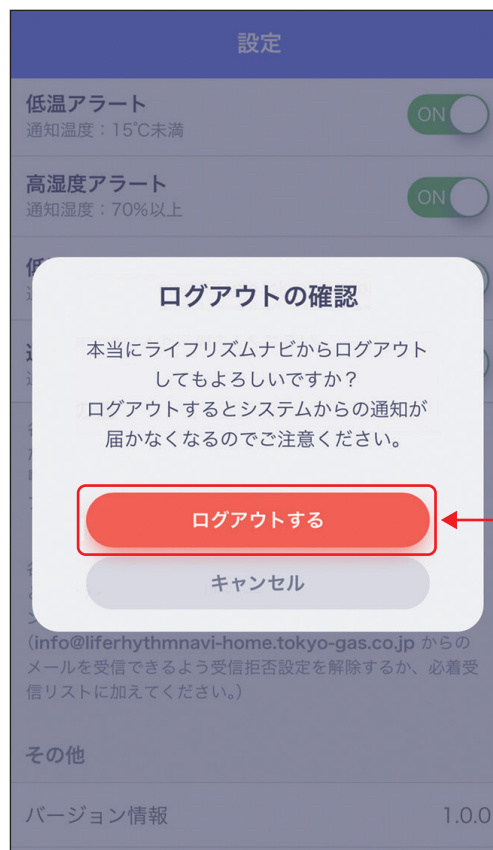 設定
低温アラート
ON
通知温度：15℃未満
高湿度アラート
ON
通知湿度：70%以上
ログアウトの確認
本当にライフリズムナビからログアウト
してもよろしいですか？
ログアウトするとシステムからの通知が
届かなくなるのでご注意ください。
ログアウトする
キャンセル
（info@liferhythmnavi-home.tokyo-gas.co.jp からの
メールを受信できるよう受信拒否設定を解除するか、必着受
信リストに加えてください。）
その他
バージョン情報
1.0.0